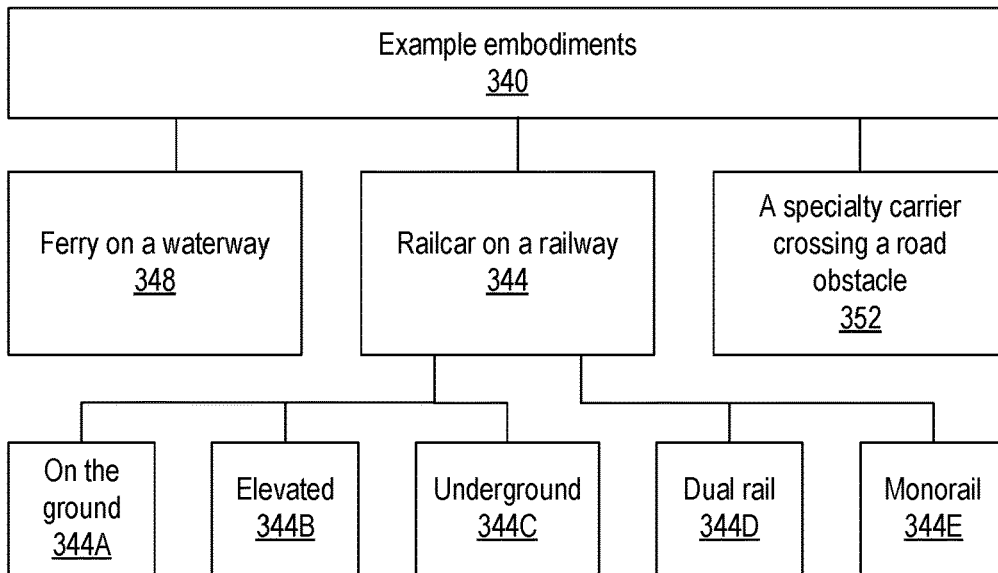 Example embodiments
340
Ferry on a waterway
348
Railcar on a railway
344
A specialty carrier
crossing a road
obstacle
352
On the
ground
344A
Elevated
344B
Underground
344C
Dual rail
344D
Monorail
344E